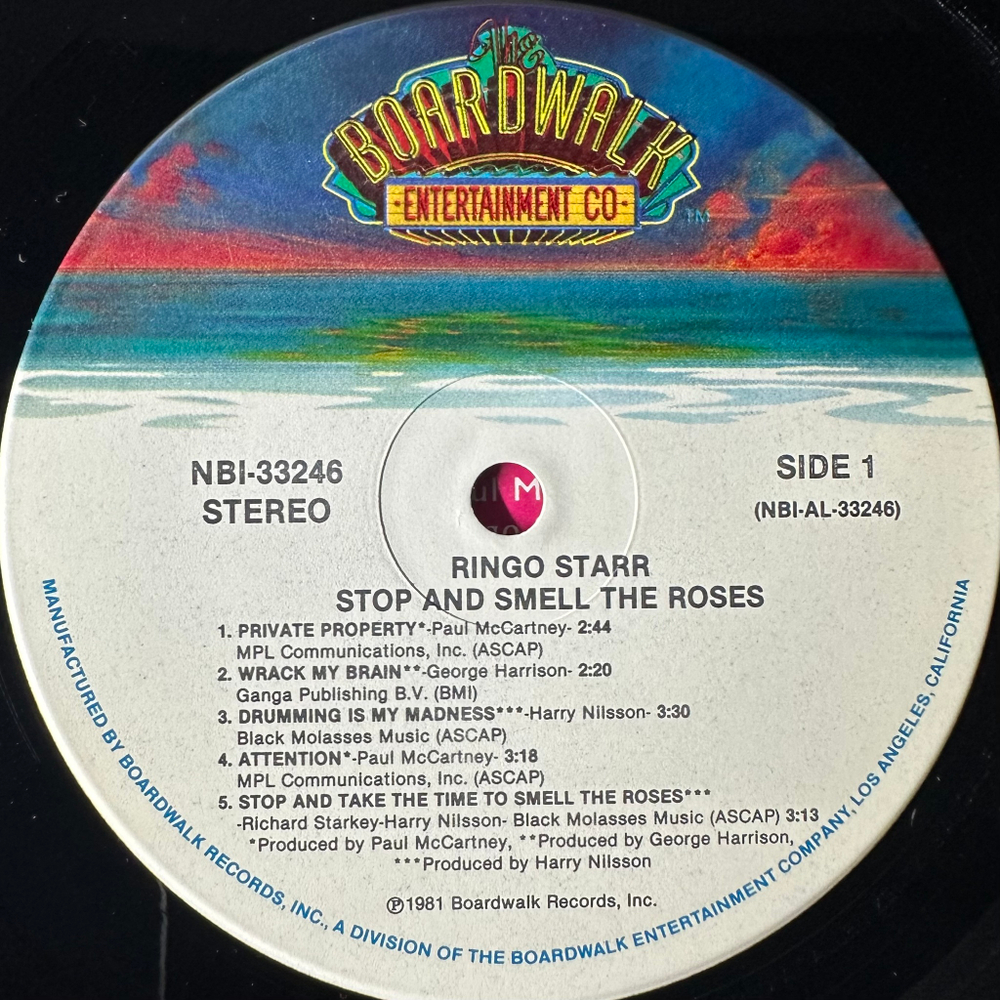 The
BOARDWALK
·ENTERTAINMENT CO·
TM
NBI-33246
STEREO
SIDE 1
(NBI-AL-33246)
M
RINGO STARR
STOP AND SMELL THE ROSES
1. PRIVATE PROPERTY*-Paul McCartney- 2:44
MPL Communications, Inc. (ASCAP)
2. WRACK MY BRAIN**-George Harrison- 2:20
Ganga Publishing B.V. (BMI)
3. DRUMMING IS MY MADNESS***-Harry Nilsson- 3:30
Black Molasses Music (ASCAP)
4. ATTENTION*-Paul McCartney- 3:18
MPL Communications, Inc. (ASCAP)
5. STOP AND TAKE THE TIME TO SMELL THE ROSES***
-Richard Starkey-Harry Nilsson- Black Molasses Music (ASCAP) 3:13
*Produced by Paul McCartney, **Produced by George Harrison,
***Produced by Harry Nilsson
℗1981 Boardwalk Records, Inc.
MANUFACTURED BY BOARDWALK RECORDS, INC., A DIVISION OF THE BOARDWALK ENTERTAINMENT COMPANY, LOS ANGELES, CALIFORNIA